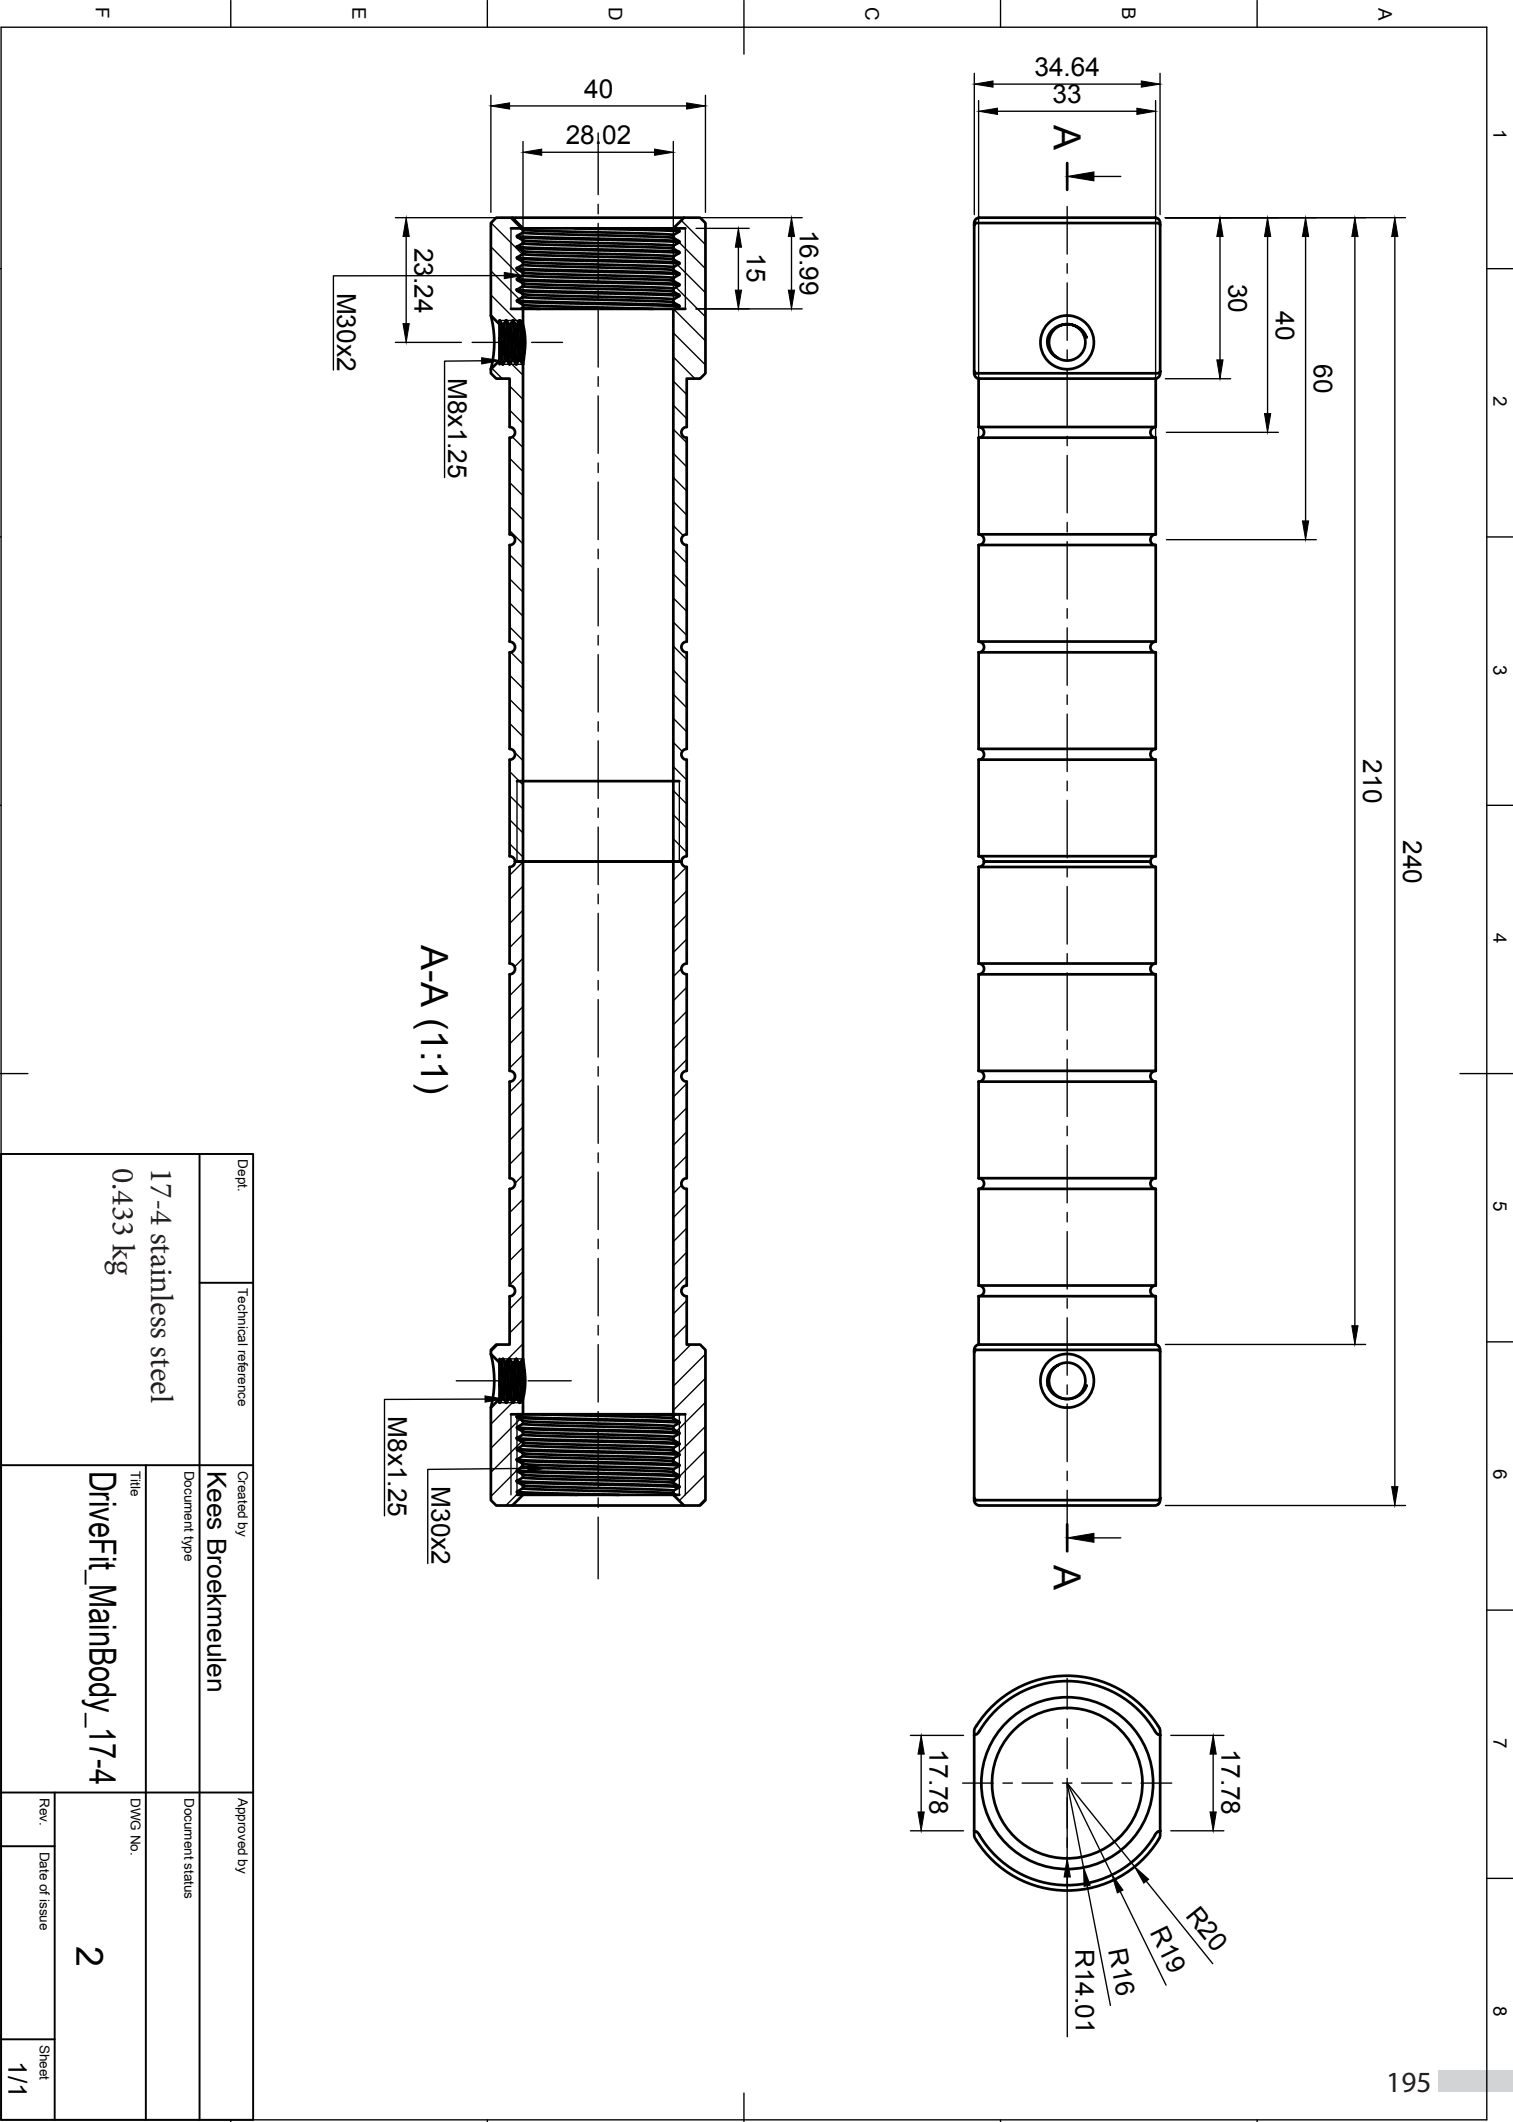 1
2
3
4
5
6
7
8
A
B
C
D
E
F
34.64
33
A
30
40
60
210
240
A
17.78
17.78
R20
R19
R16
R14.01
40
28.02
16.99
15
23.24
M30x2
M8x1.25
M8x1.25
M30x2
A-A (1:1)
Dept.
Technical reference
Created by
Kees Broekmeulen
Approved by
17-4 stainless steel
0.433 kg
Document type
Document status
Title
DriveFit_MainBody_17-4
DWG No.
2
Rev.
Date of issue
Sheet
1/1
195